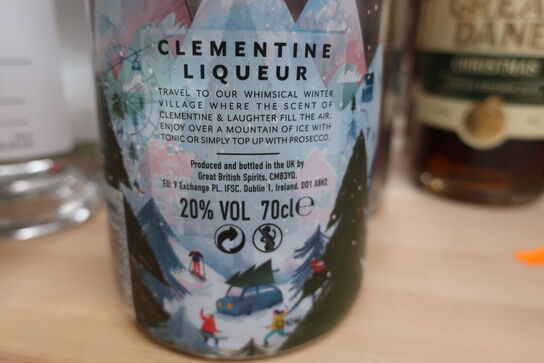 CLEMENTINE
LIQUEUR
TRAVEL TO OUR WHIMSICAL WINTER
VILLAGE WHERE THE SCENT OF
CLEMENTINE & LAUGHTER FILL THE AIR.
ENJOY OVER A MOUNTAIN OF ICE WITH
TONIC OR SIMPLY TOP UP WITH PROSECCO.
Produced and bottled in the UK by
Great British Spirits, CM83YQ.
EU: 9 Exchange PL. IFSC. Dublin 1, Ireland, D01 X8H2.
20% VOL 70cl℮
GREAT
DANE
CHRISTMAS